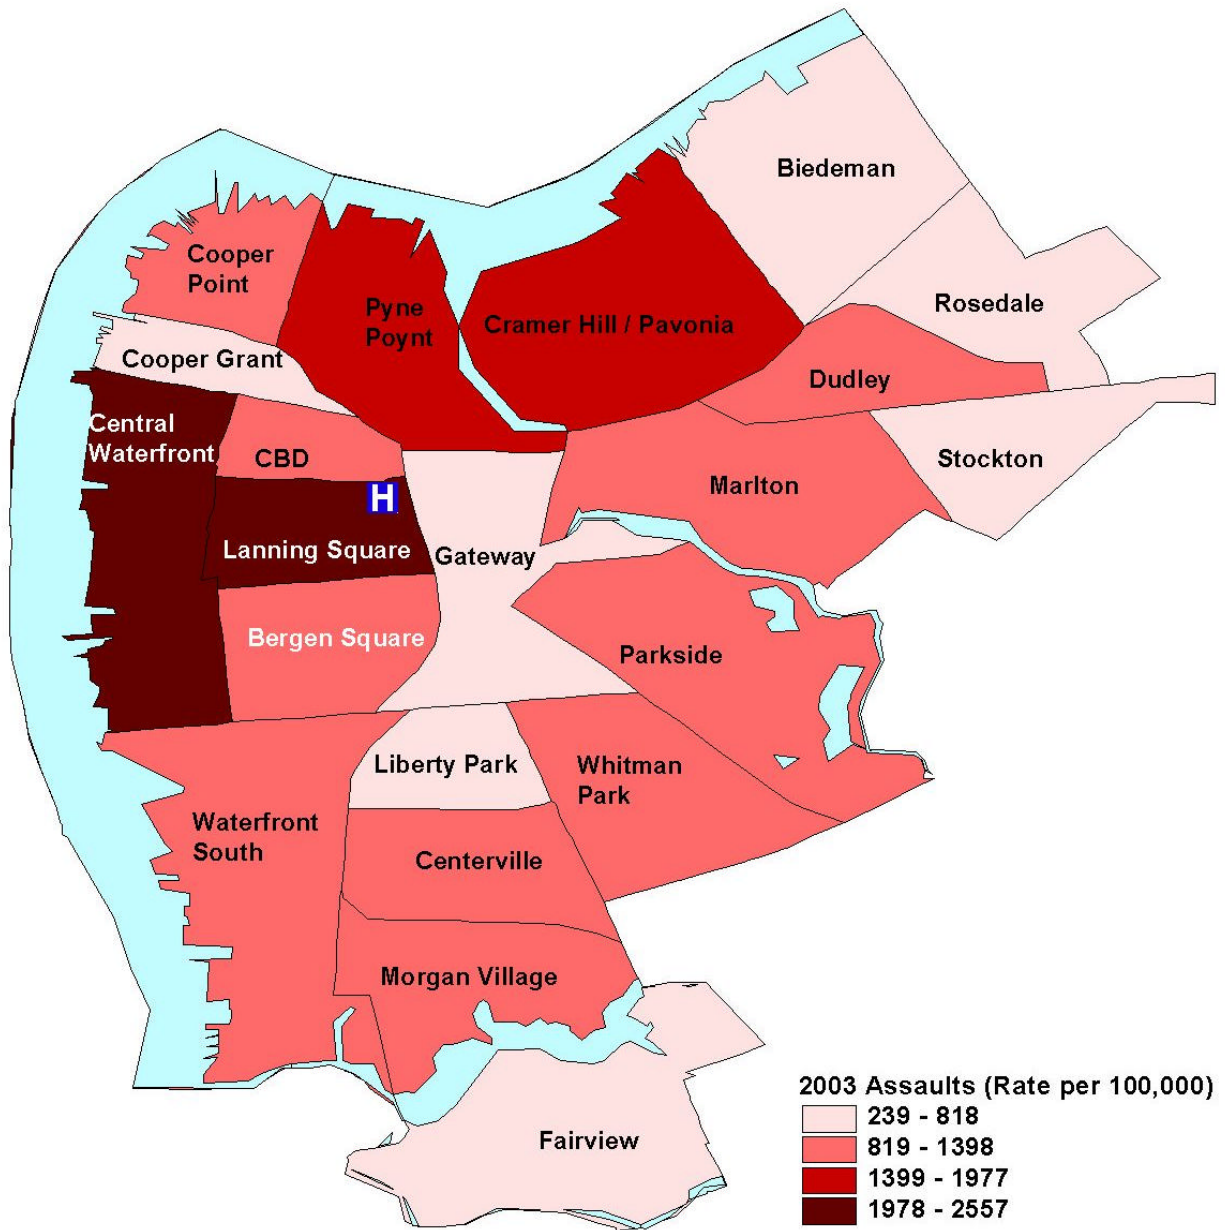 Biedeman
Cooper
Point
Rosedale
Pyne
Poynt
Cramer Hill / Pavonia
Cooper Grant
Dudley
Central
Waterfront
CBD
Stockton
Marlton
H
Lanning Square
Gateway
Bergen Square
Parkside
Liberty Park
Whitman
Park
Waterfront
South
Centerville
Morgan Village
Fairview
2003 Assaults (Rate per 100,000)
239 - 818
819 - 1398
1399 - 1977
1978 - 2557